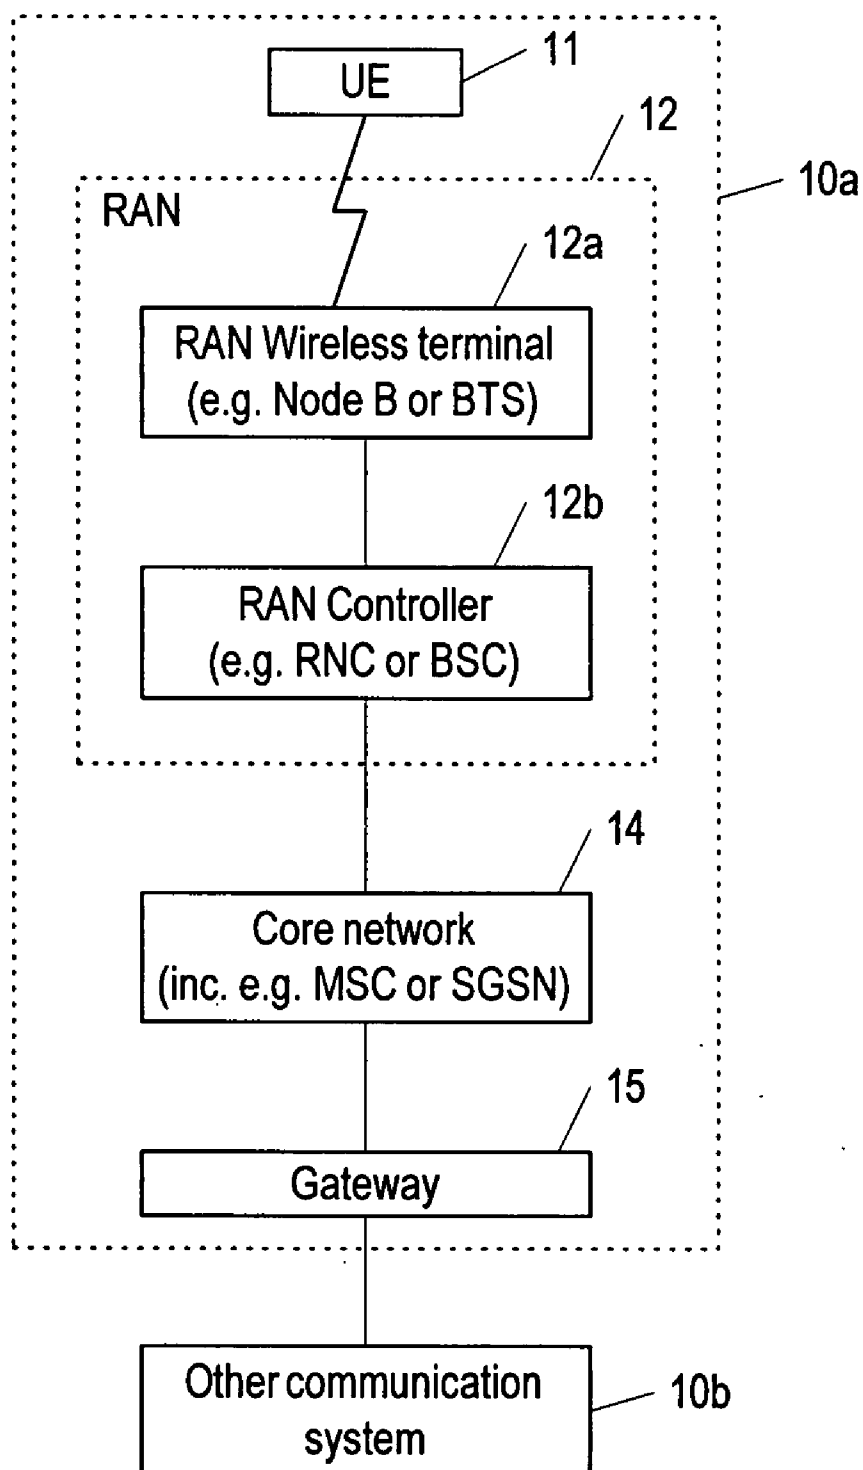 11
UE
12
10a
RAN
12a
RAN Wireless terminal
(e.g. Node B or BTS)
12b
RAN Controller
(e.g. RNC or BSC)
14
Core network
(inc. e.g. MSC or SGSN)
15
Gateway
Other communication
system
10b